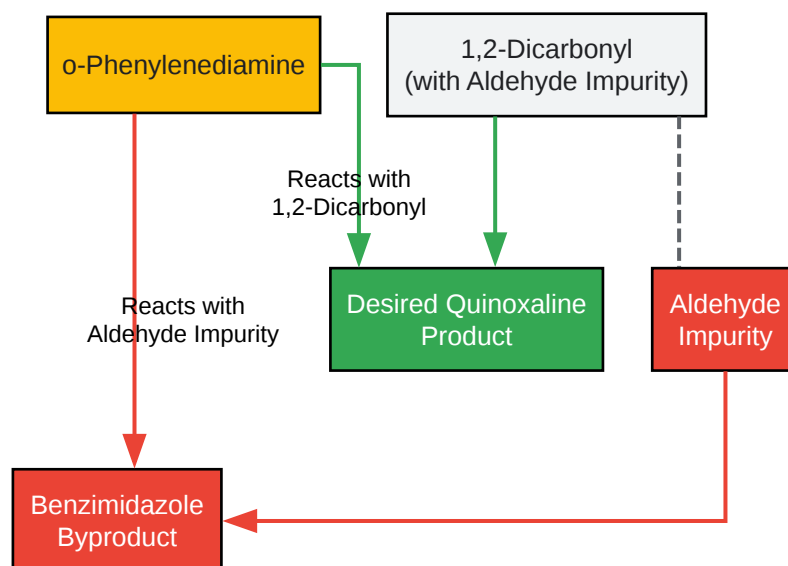 o-Phenylenediamine
1,2-Dicarbonyl
(with Aldehyde Impurity)
Reacts with
1,2-Dicarbonyl
Reacts with
Aldehyde Impurity
Desired Quinoxaline
Product
Aldehyde
Impurity
Benzimidazole
Byproduct